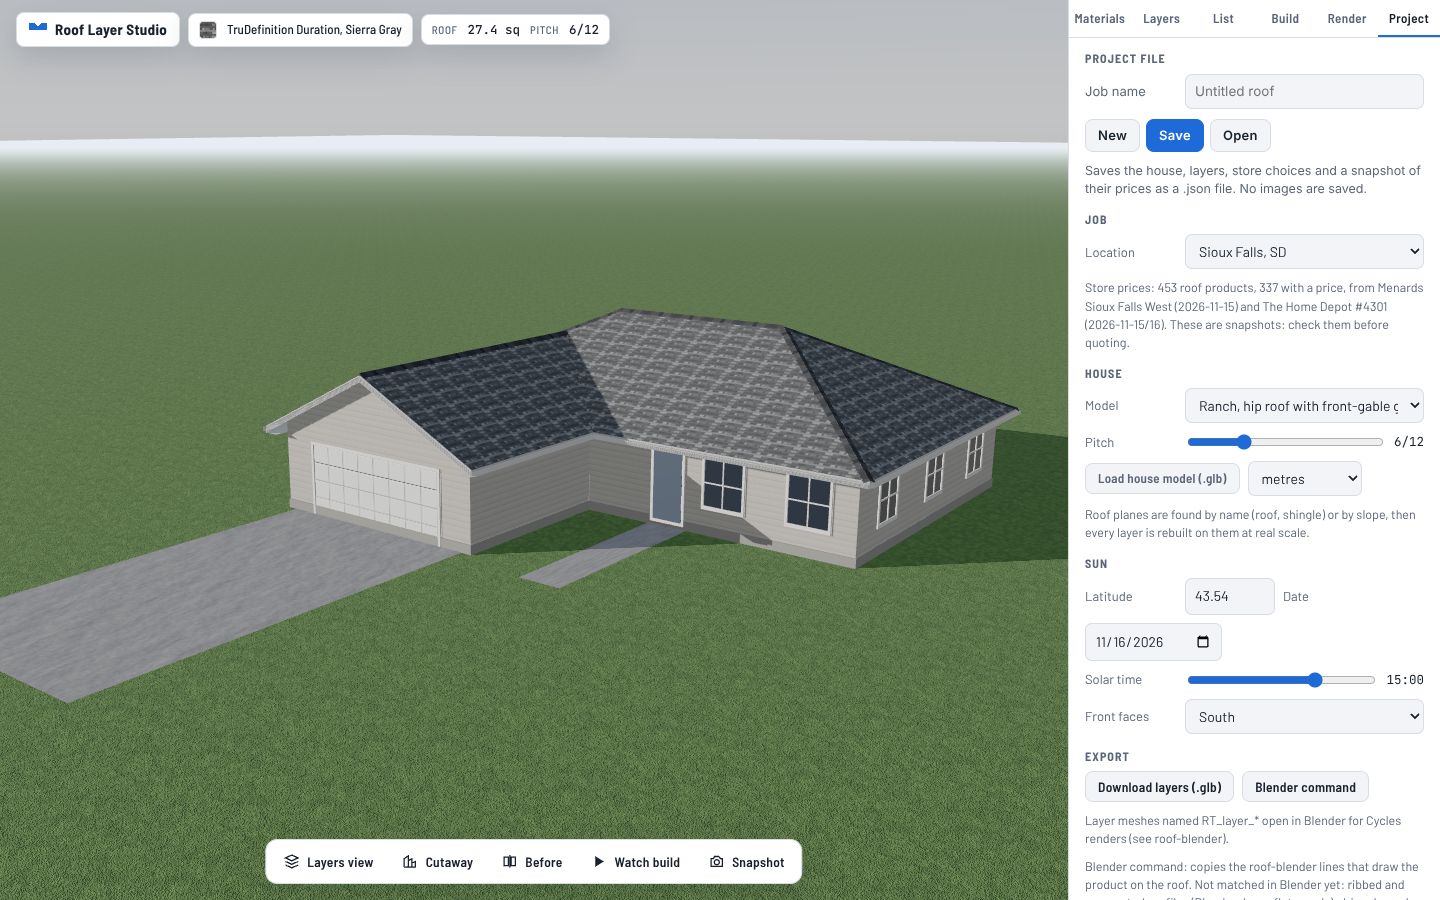 Roof Layer Studio
TruDefinition Duration, Sierra Gray
ROOF 27.4 sq PITCH 6/12
Materials Layers List Build Render Project
PROJECT FILE
Job name Untitled roof
New Save Open
Saves the house, layers, store choices and a snapshot of
their prices as a .json file. No images are saved.
JOB
Location Sioux Falls, SD
Store prices: 453 roof products, 337 with a price, from Menards
Sioux Falls West (2026-11-15) and The Home Depot #4301
(2026-11-15/16). These are snapshots: check them before
quoting.
HOUSE
Model Ranch, hip roof with front-gable g
Pitch 6/12
Load house model (.glb) metres
Roof planes are found by name (roof, shingle) or by slope, then
every layer is rebuilt on them at real scale.
SUN
Latitude 43.54 Date
11/16/2026
Solar time 15:00
Front faces South
EXPORT
Download layers (.glb) Blender command
Layer meshes named RT_layer_* open in Blender for Cycles
renders (see roof-blender).
Blender command: copies the roof-blender lines that draw the
product on the roof. Not matched in Blender yet: ribbed and
Layers view Cutaway Before Watch build Snapshot